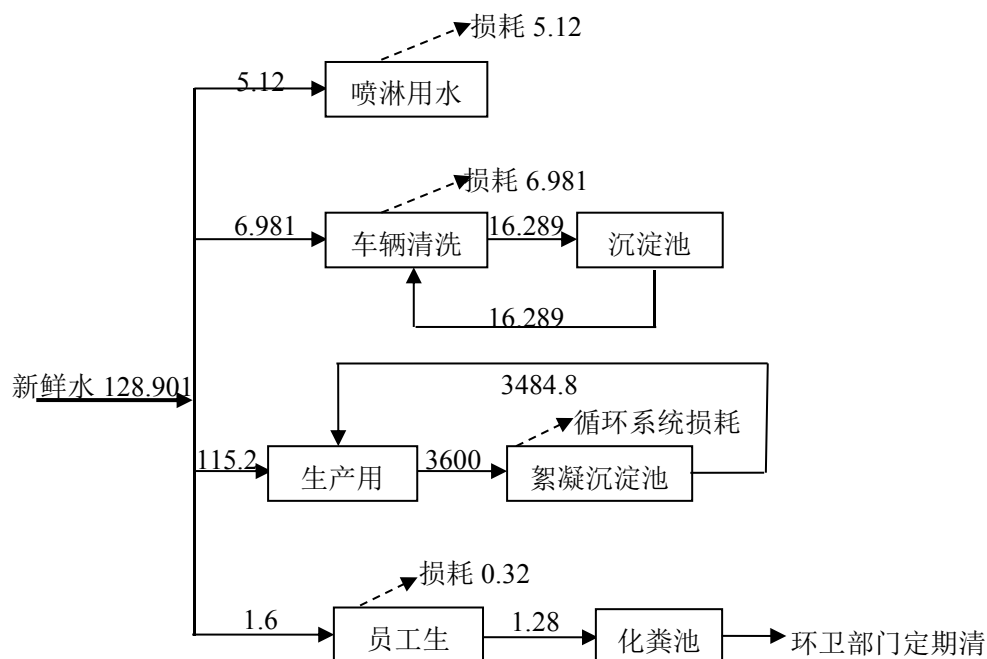 损耗 5.12
5.12
喷淋用水
损耗 6.981
6.981
车辆清洗
16.289
沉淀池
16.289
新鲜水 128.901
3484.8
循环系统损耗
115.2
生产用
3600
絮凝沉淀池
损耗 0.32
1.6
员工生
1.28
化粪池
环卫部门定期清